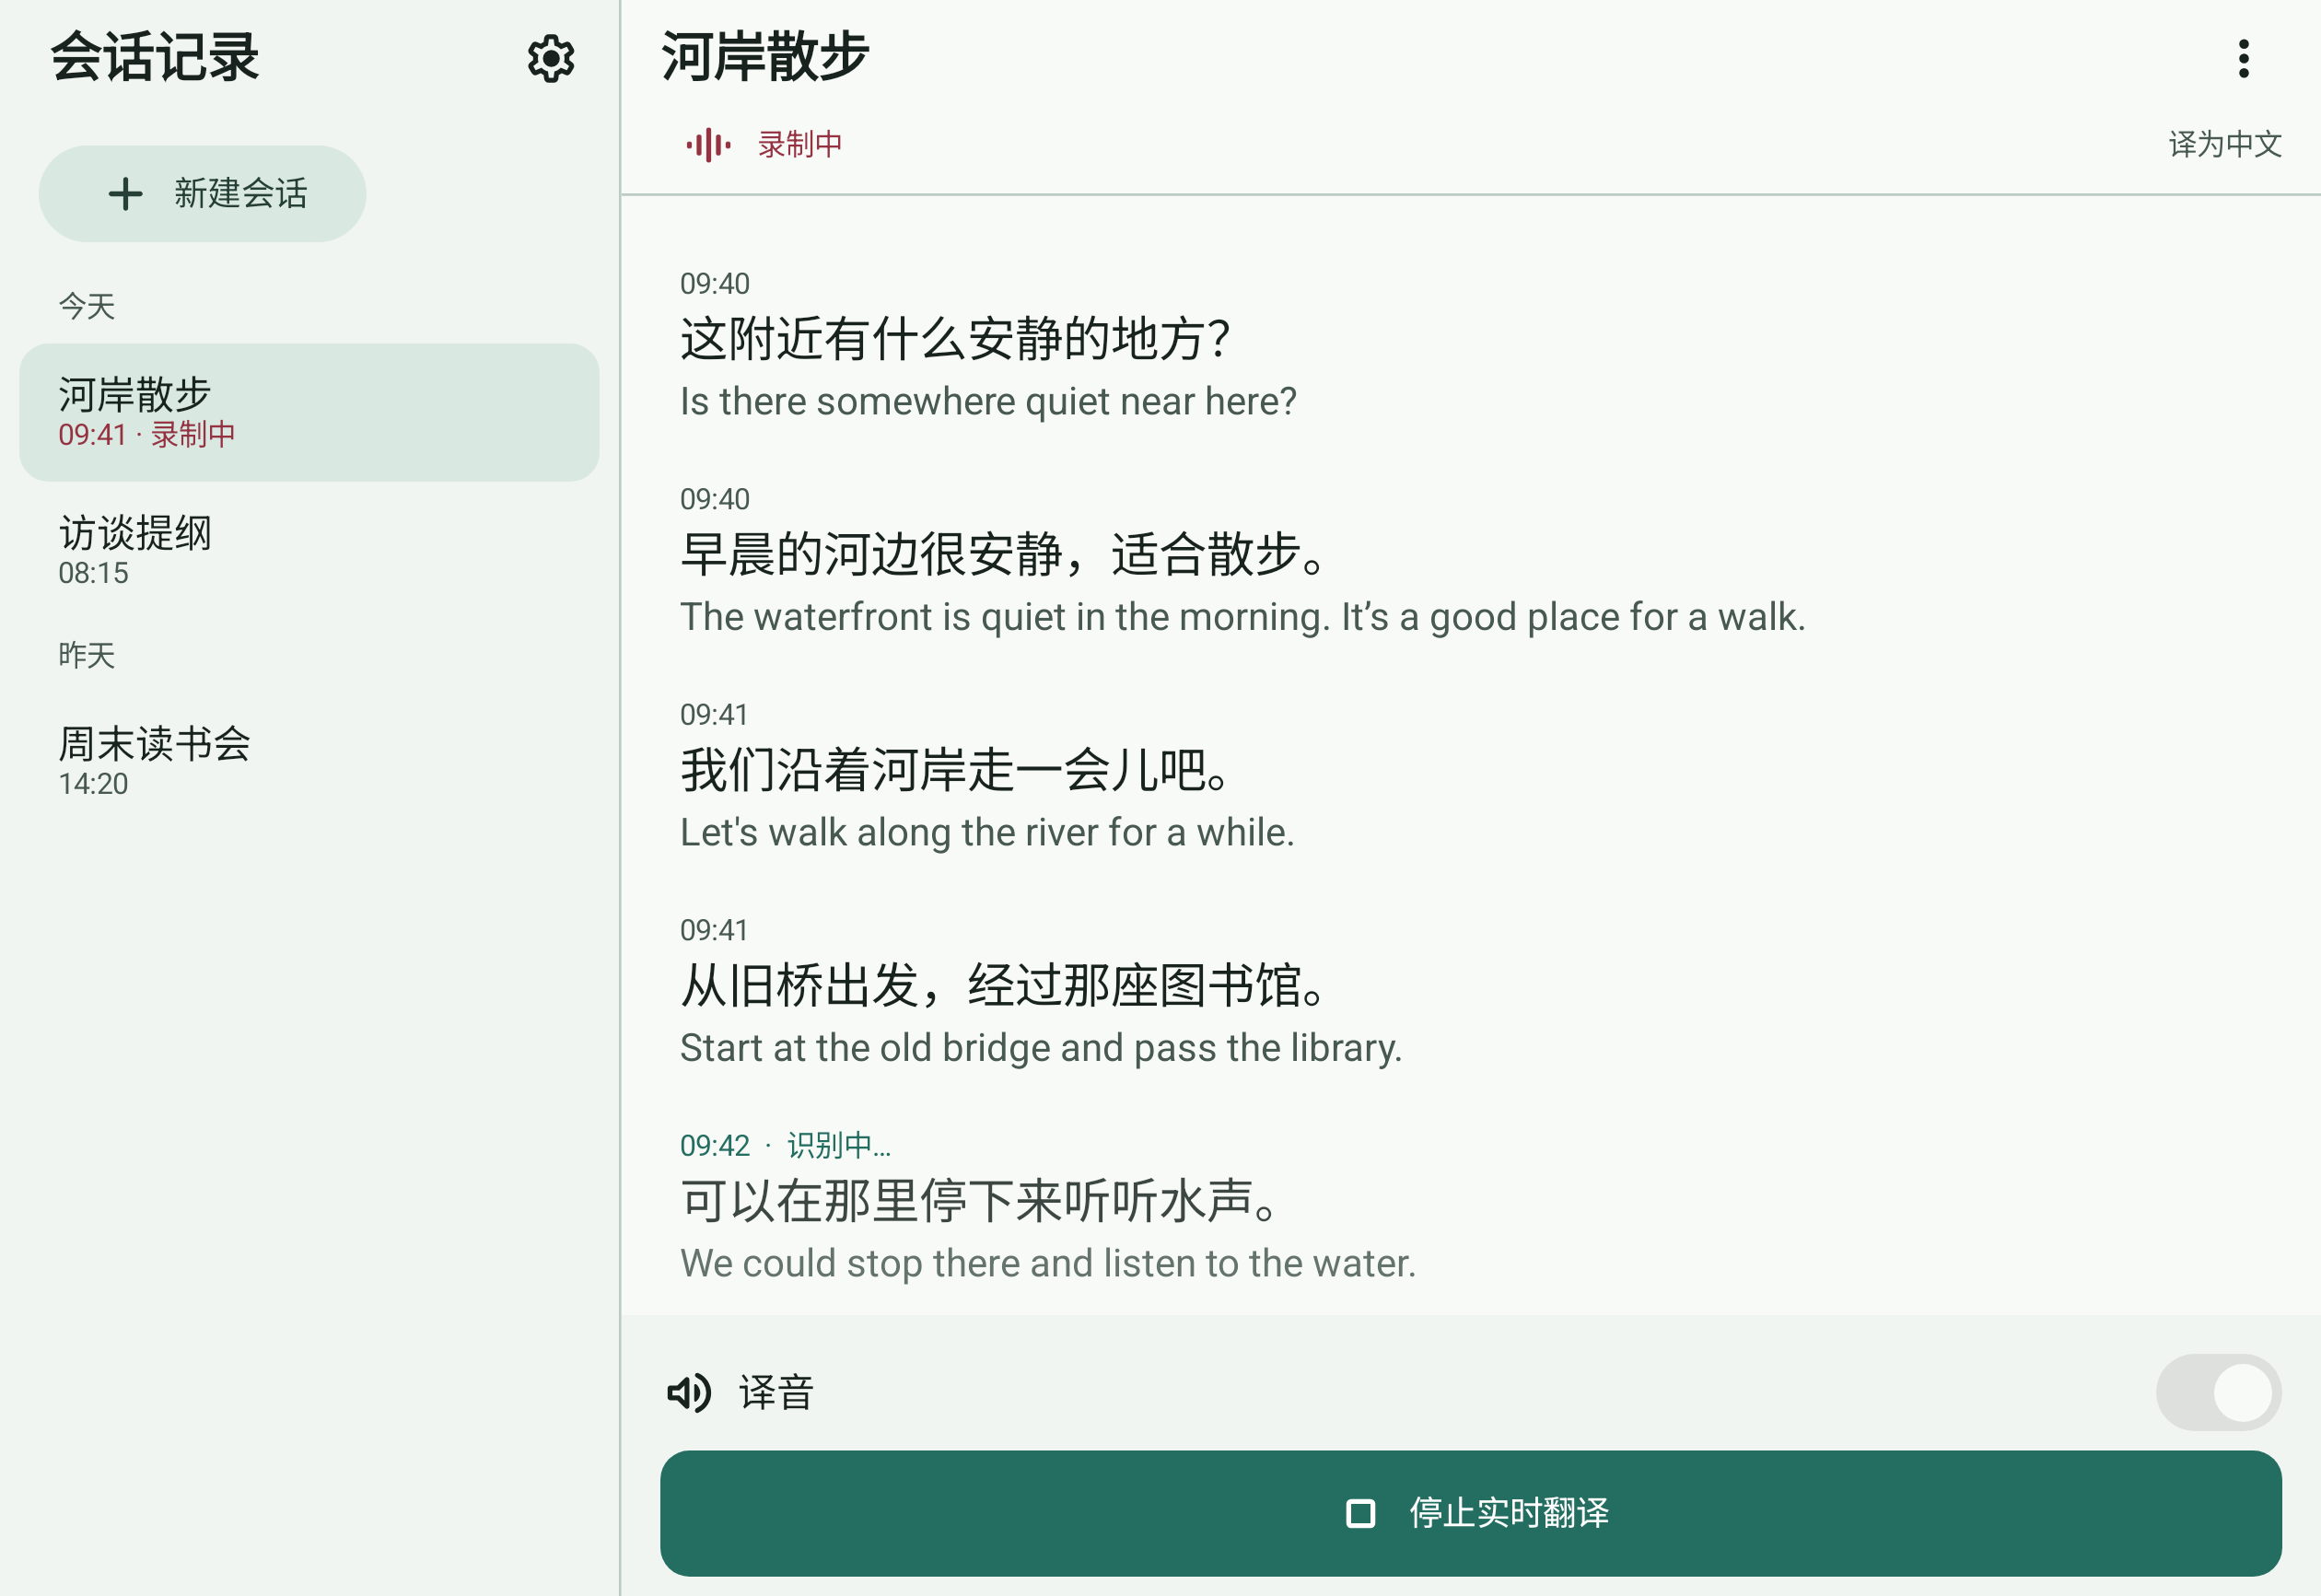 会话记录
新建会话
今天
河岸散步
09:41 · 录制中
访谈提纲
08:15
昨天
周末读书会
14:20
河岸散步
录制中
译为中文
09:40
这附近有什么安静的地方？
Is there somewhere quiet near here?
09:40
早晨的河边很安静，适合散步。
The waterfront is quiet in the morning. It’s a good place for a walk.
09:41
我们沿着河岸走一会儿吧。
Let's walk along the river for a while.
09:41
从旧桥出发，经过那座图书馆。
Start at the old bridge and pass the library.
09:42 · 识别中…
可以在那里停下来听听水声。
We could stop there and listen to the water.
译音
停止实时翻译